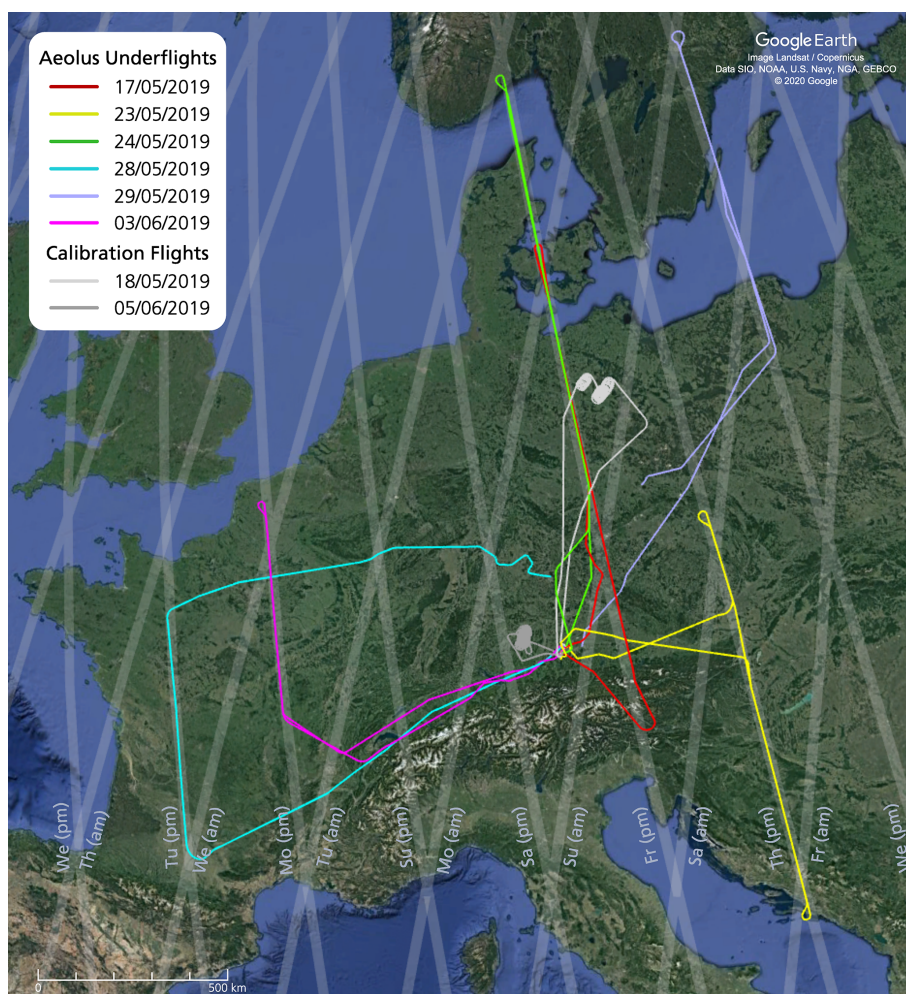 Aeolus Underflights
17/05/2019
23/05/2019
24/05/2019
28/05/2019
29/05/2019
03/06/2019
Calibration Flights
18/05/2019
05/06/2019
Google Earth
Image Landsat / Copernicus
Data SIO, NOAA, U.S. Navy, NGA, GEBCO
© 2020 Google
We (pm)
Th (am)
Tu (pm)
We (am)
Mo (pm)
Tu (am)
Su (pm)
Mo (am)
Sa (pm)
Su (am)
Fr (pm)
Sa (am)
Th (pm)
Fr (am)
We (pm)
0 500 km